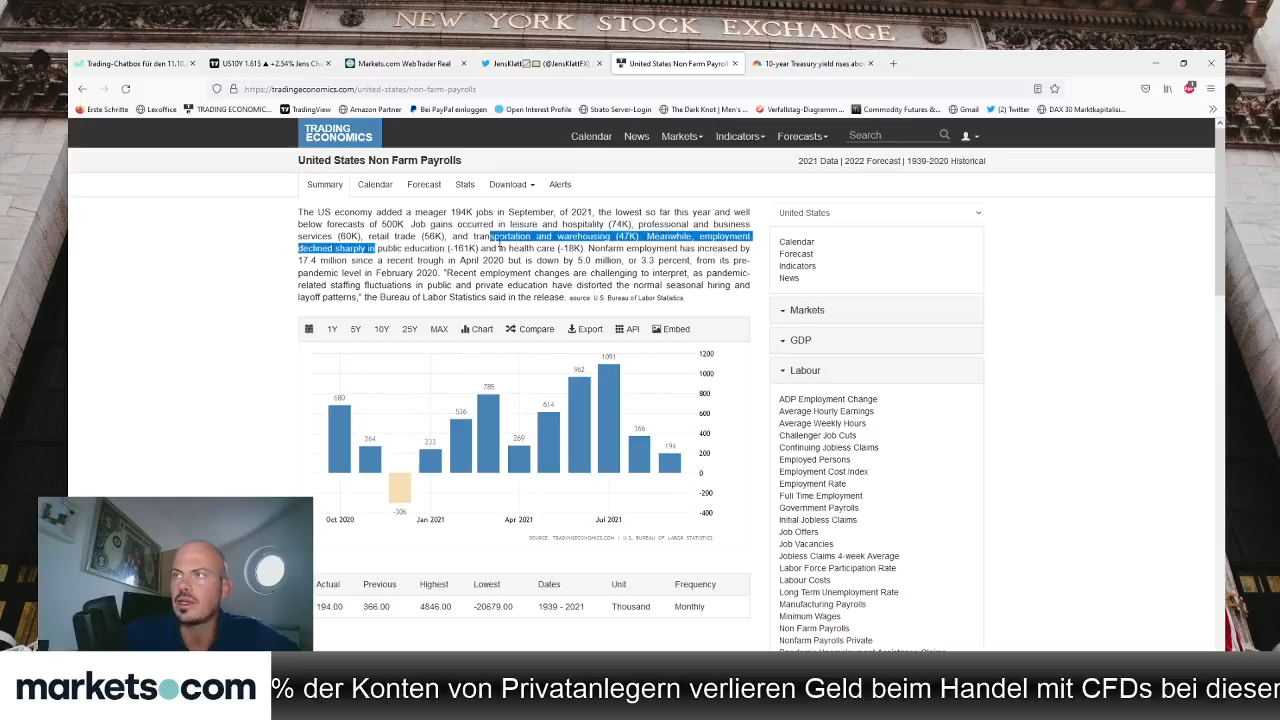 NEW YORK STOCK EXCHANGE
Trading-Chatbox für den 11.10.
US10Y 1.615 ▲ +2.54% Jens Cha
Markets.com WebTrader Real
JensKlatt (@JensKlattFX)
United States Non Farm Payroll
10-year Treasury yield rises above
https://tradingeconomics.com/united-states/non-farm-payrolls
Erste Schritte
Lexoffice
TRADING ECONOMIC...
TradingView
Amazon Partner
Bei PayPal einloggen
Open Interest Profile
Strato Server-Login
The Dark Knot | Men's ...
Verfallstag-Diagramm ...
Commodity Futures &...
Gmail
(2) Twitter
DAX 30 Marktkapitalisi...
TRADING ECONOMICS
Calendar News Markets Indicators Forecasts Search
United States Non Farm Payrolls
2021 Data | 2022 Forecast | 1939-2020 Historical
Summary Calendar Forecast Stats Download Alerts
The US economy added a meager 194K jobs in September, of 2021, the lowest so far this year and well
below forecasts of 500K. Job gains occurred in leisure and hospitality (74K), professional and business
services (60K), retail trade (56K), and transportation and warehousing (47K). Meanwhile, employment
declined sharply in public education (-161K) and in health care (-18K). Nonfarm employment has increased by
17.4 million since a recent trough in April 2020 but is down by 5.0 million, or 3.3 percent, from its pre-
pandemic level in February 2020. "Recent employment changes are challenging to interpret, as pandemic-
related staffing fluctuations in public and private education have distorted the normal seasonal hiring and
layoff patterns," the Bureau of Labor Statistics said in the release. source: U.S. Bureau of Labor Statistics
1Y 5Y 10Y 25Y MAX Chart Compare Export API Embed
680
264
-306
233
536
785
269
614
962
1091
366
194
1200
1000
800
600
400
200
0
-200
-400
Oct 2020 Jan 2021 Apr 2021 Jul 2021
SOURCE: TRADINGECONOMICS.COM | U.S. BUREAU OF LABOR STATISTICS
Actual Previous Highest Lowest Dates Unit Frequency
194.00 366.00 4846.00 -20679.00 1939 - 2021 Thousand Monthly
United States
Calendar
Forecast
Indicators
News
Markets
GDP
Labour
ADP Employment Change
Average Hourly Earnings
Average Weekly Hours
Challenger Job Cuts
Continuing Jobless Claims
Employed Persons
Employment Cost Index
Employment Rate
Full Time Employment
Government Payrolls
Initial Jobless Claims
Job Offers
Job Vacancies
Jobless Claims 4-week Average
Labor Force Participation Rate
Labour Costs
Long Term Unemployment Rate
Manufacturing Payrolls
Minimum Wages
Non Farm Payrolls
Nonfarm Payrolls Private
markets.com
% der Konten von Privatanlegern verlieren Geld beim Handel mit CFDs bei dieser